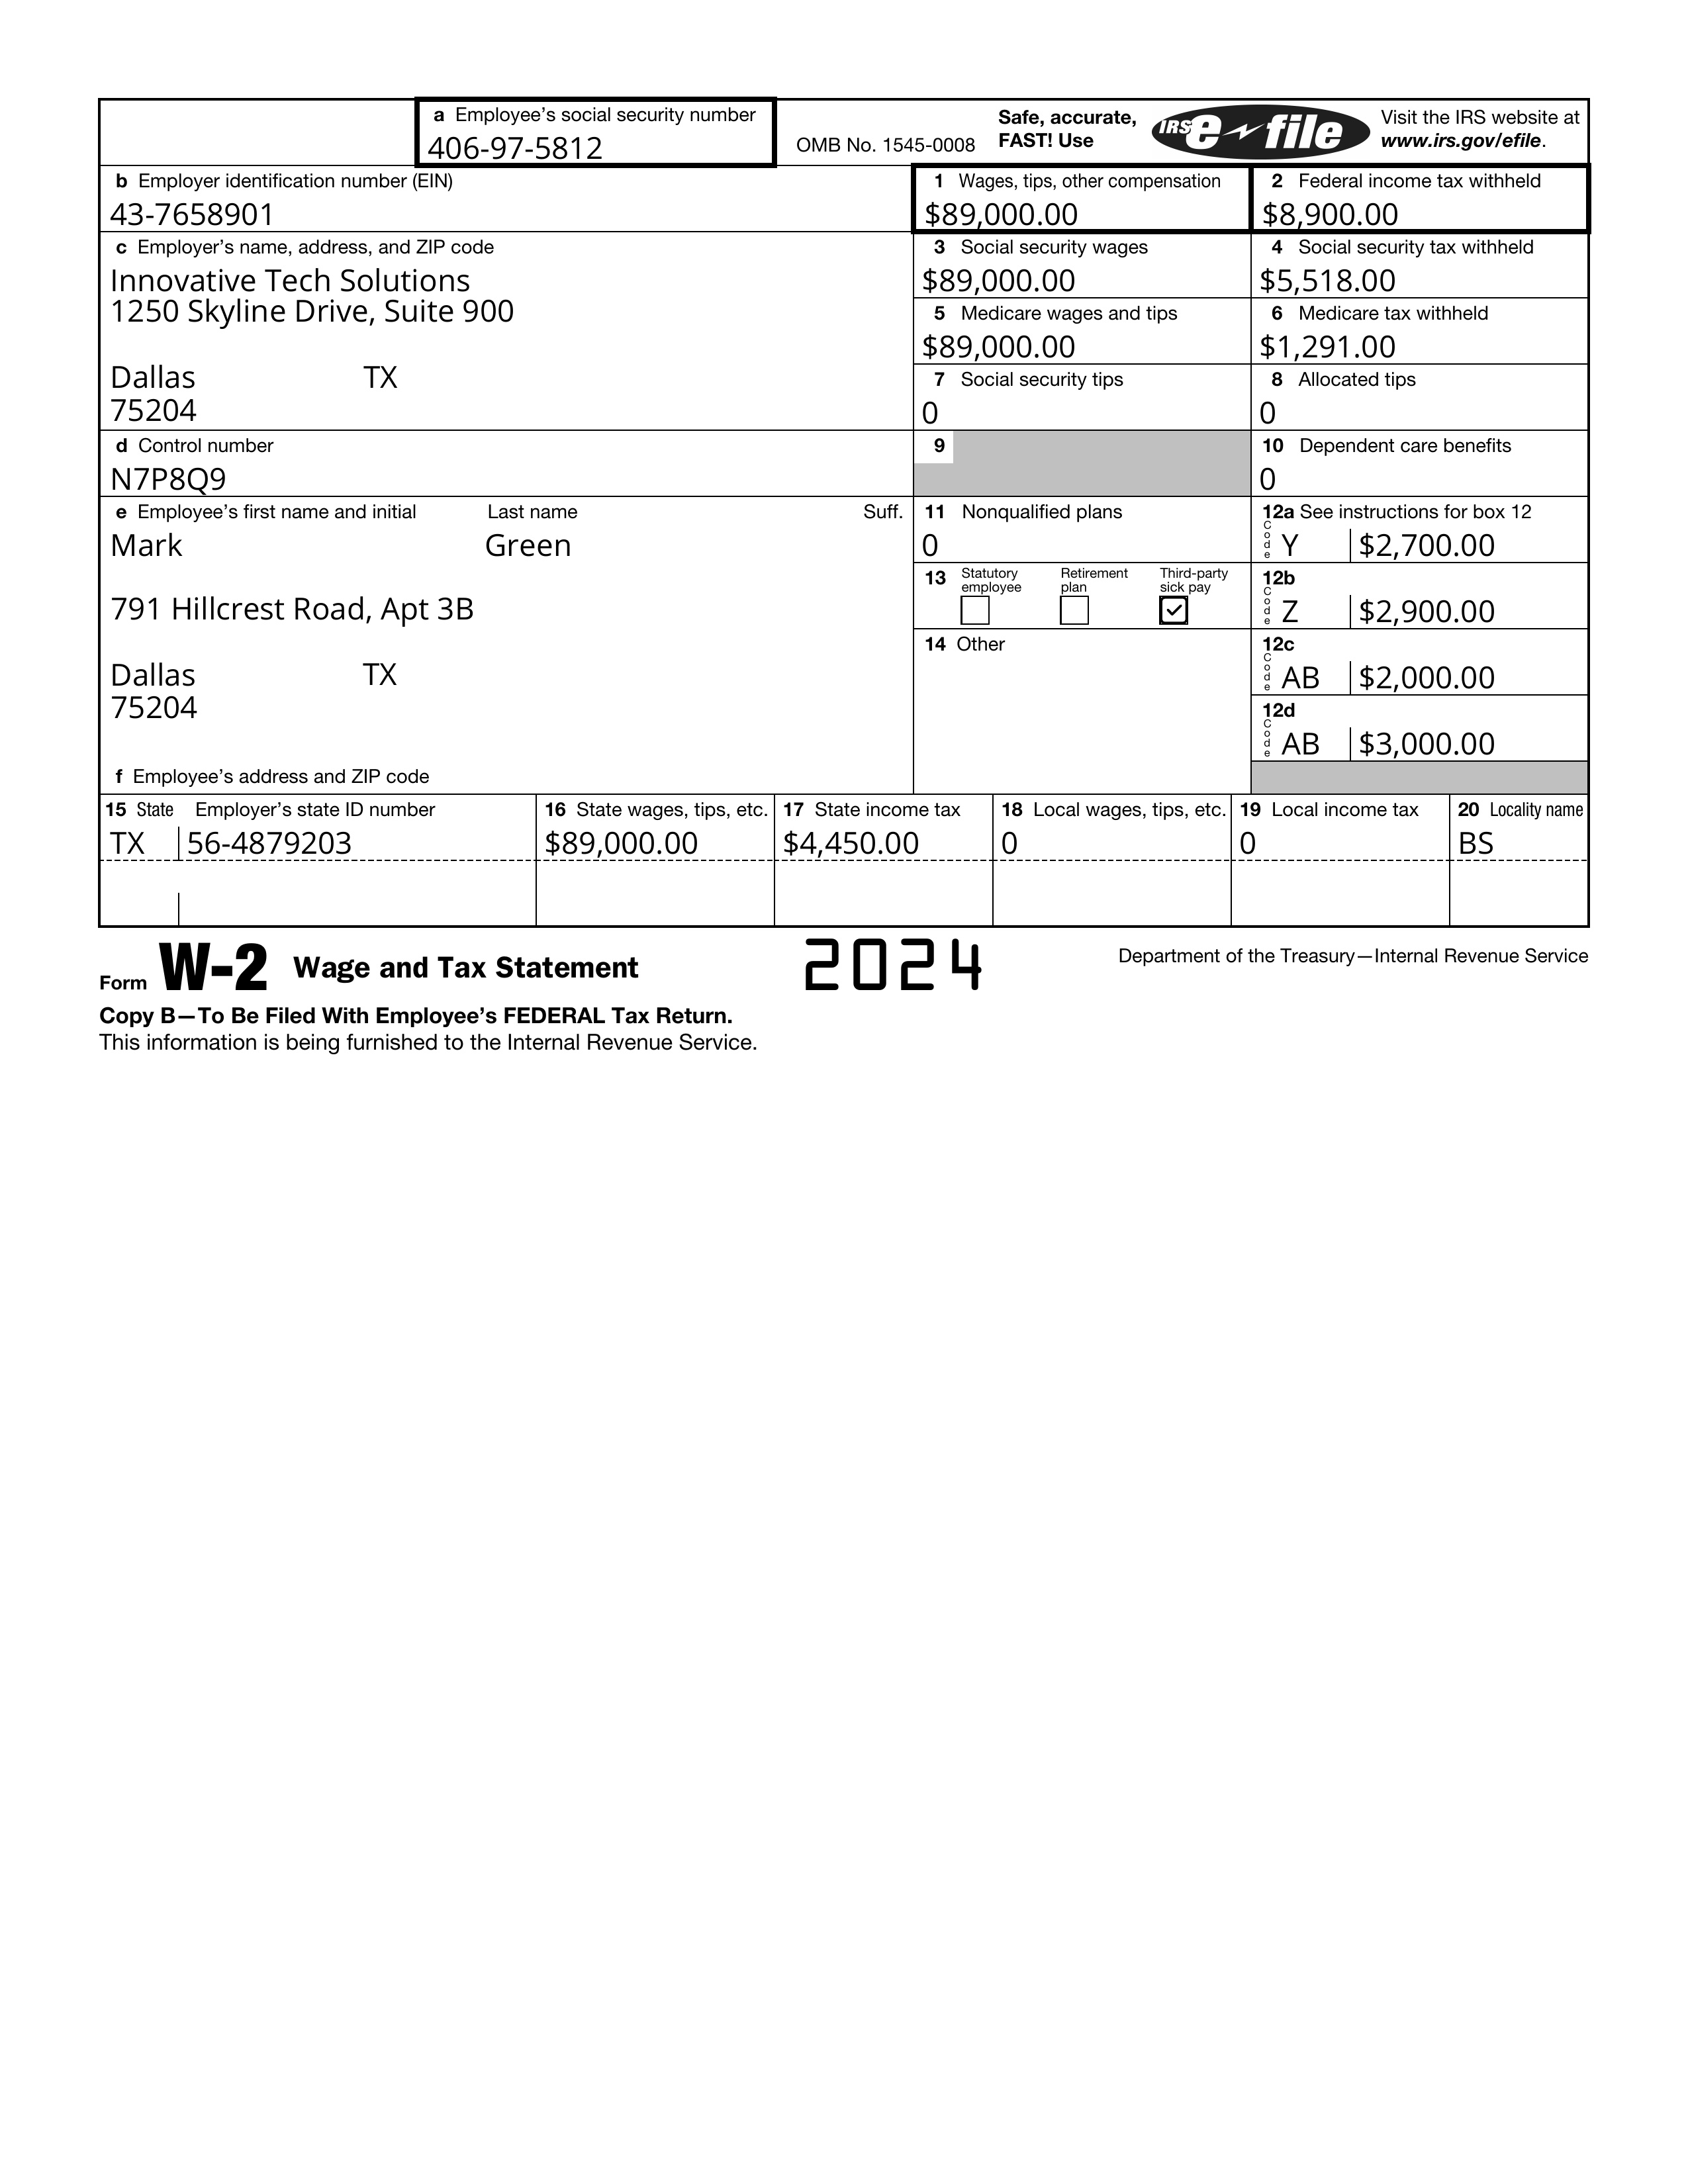 a Employee's social security number
406-97-5812
OMB No. 1545-0008
Safe, accurate,
FAST! Use
IRS e-file
Visit the IRS website at
www.irs.gov/efile.
b Employer identification number (EIN)
43-7658901
1 Wages, tips, other compensation
$89,000.00
2 Federal income tax withheld
$8,900.00
c Employer's name, address, and ZIP code
Innovative Tech Solutions
1250 Skyline Drive, Suite 900
Dallas TX
75204
3 Social security wages
$89,000.00
4 Social security tax withheld
$5,518.00
5 Medicare wages and tips
$89,000.00
6 Medicare tax withheld
$1,291.00
7 Social security tips
0
8 Allocated tips
0
d Control number
N7P8Q9
9
10 Dependent care benefits
0
e Employee's first name and initial Last name Suff.
Mark Green
791 Hillcrest Road, Apt 3B
Dallas TX
75204
f Employee's address and ZIP code
11 Nonqualified plans
0
12a See instructions for box 12
Code Y $2,700.00
13 Statutory employee Retirement plan Third-party sick pay
12b
Code Z $2,900.00
14 Other
12c
Code AB $2,000.00
12d
Code AB $3,000.00
15 State Employer's state ID number
TX 56-4879203
16 State wages, tips, etc.
$89,000.00
17 State income tax
$4,450.00
18 Local wages, tips, etc.
0
19 Local income tax
0
20 Locality name
BS
Form W-2 Wage and Tax Statement
2024
Department of the Treasury—Internal Revenue Service
Copy B—To Be Filed With Employee's FEDERAL Tax Return.
This information is being furnished to the Internal Revenue Service.